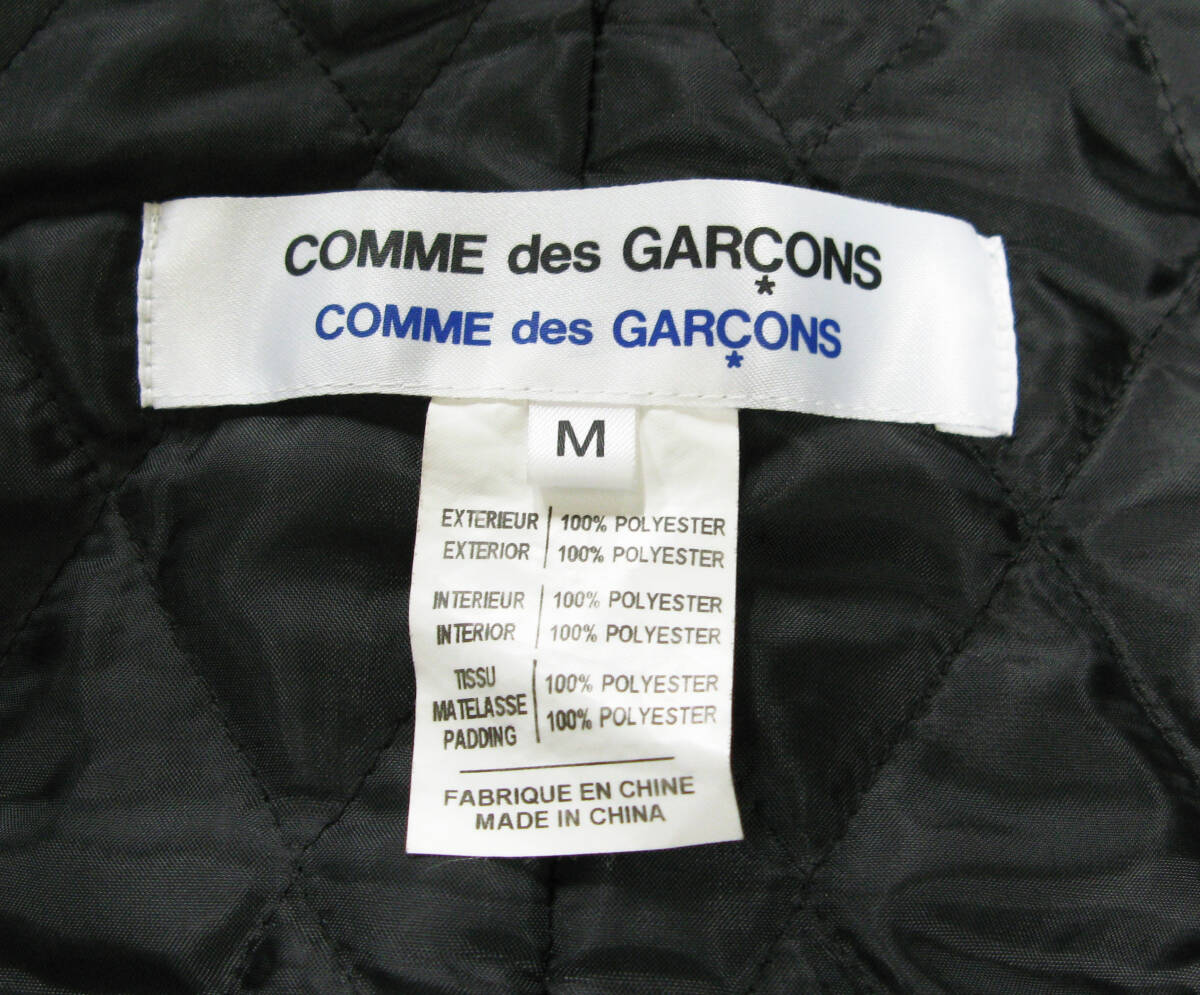 COMME des GARÇONS
COMME des GARÇONS
M
EXTERIEUR 100% POLYESTER
EXTERIOR 100% POLYESTER
INTERIEUR 100% POLYESTER
INTERIOR 100% POLYESTER
TISSU 100% POLYESTER
MATELASSE 100% POLYESTER
PADDING
FABRIQUE EN CHINE
MADE IN CHINA